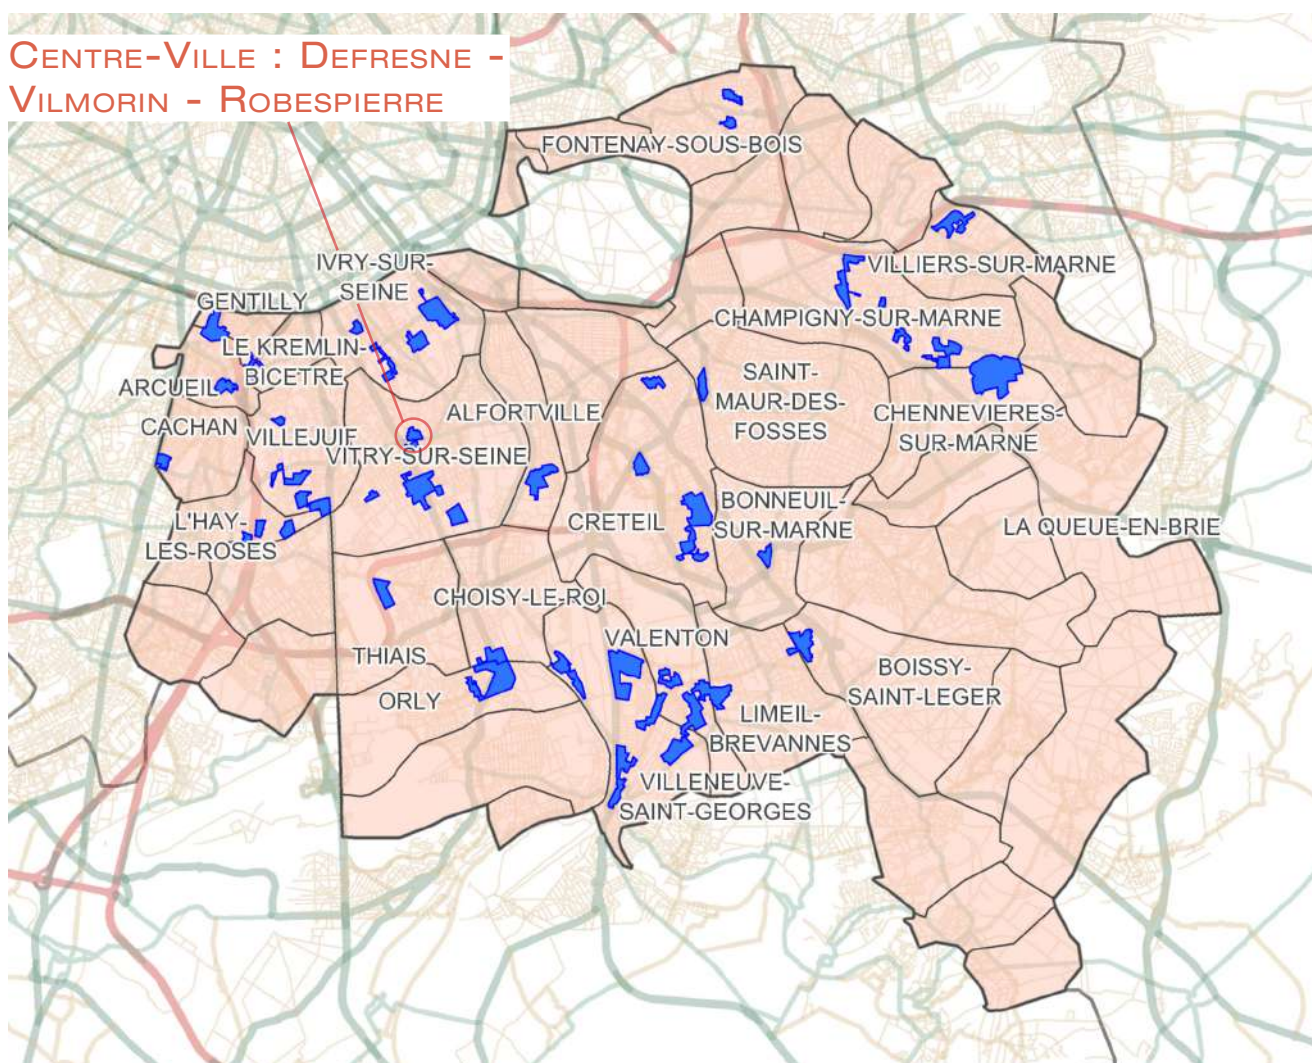 CENTRE-VILLE : DEFRESNE -
VILMORIN - ROBESPIERRE
FONTENAY-SOUS-BOIS
IVRY-SUR-
SEINE
VILLIERS-SUR-MARNE
GENTILLY
CHAMPIGNY-SUR-MARNE
LE KREMLIN-
BICETRE
ARCUEIL
SAINT-
MAUR-DES-
FOSSES
ALFORTVILLE
CHENNEVIERES-
SUR-MARNE
CACHAN
VILLEJUIF
VITRY-SUR-SEINE
BONNEUIL-
SUR-MARNE
L'HAY-
LES-ROSES
CRETEIL
LA QUEUE-EN-BRIE
CHOISY-LE-ROI
VALENTON
THIAIS
BOISSY-
SAINT-LEGER
ORLY
LIMEIL-
BREVANNES
VILLENEUVE-
SAINT-GEORGES